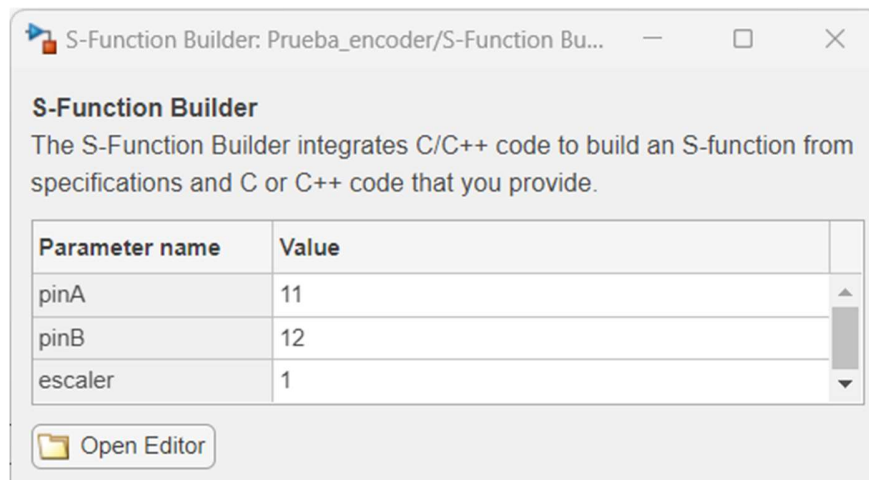 S-Function Builder: Prueba_encoder/S-Function Bu...
S-Function Builder
The S-Function Builder integrates C/C++ code to build an S-function from
specifications and C or C++ code that you provide.
Parameter name Value
pinA 11
pinB 12
escaler 1
Open Editor